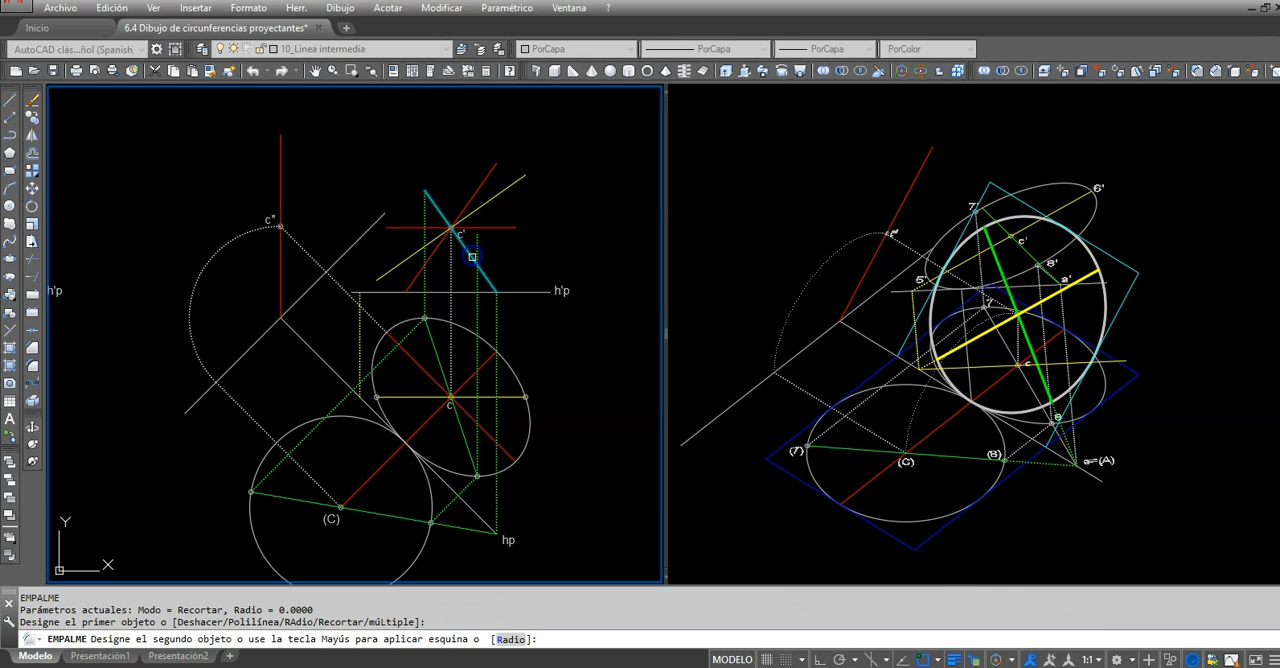 Archivo Ver Insertar Formato Herr. Dibujo Acotar Modificar Paramétrico Ventana ?
Inicio 6.4 Dibujo de circunferencias proyectantes*
AutoCAD clás...ñol (Spanish) 10_Linea intermedia PorCapa PorCapa PorCapa PorColor
c"
c'
h'p
h'p
c
(C)
hp
6'
7'
c'
8'
a'
5'
7
c
8
(7)
(C)
(B)
a=(A)
Y
X
EMPALME
Parámetros actuales: Modo = Recortar, Radio = 0.0000
Designe el primer objeto o [Deshacer/Polilínea/RAdio/Recortar/múLtiple]:
EMPALME Designe el segundo objeto o use la tecla Mayús para aplicar esquina o [Radio]:
Modelo Presentación1 Presentación2
MODELO 1:1